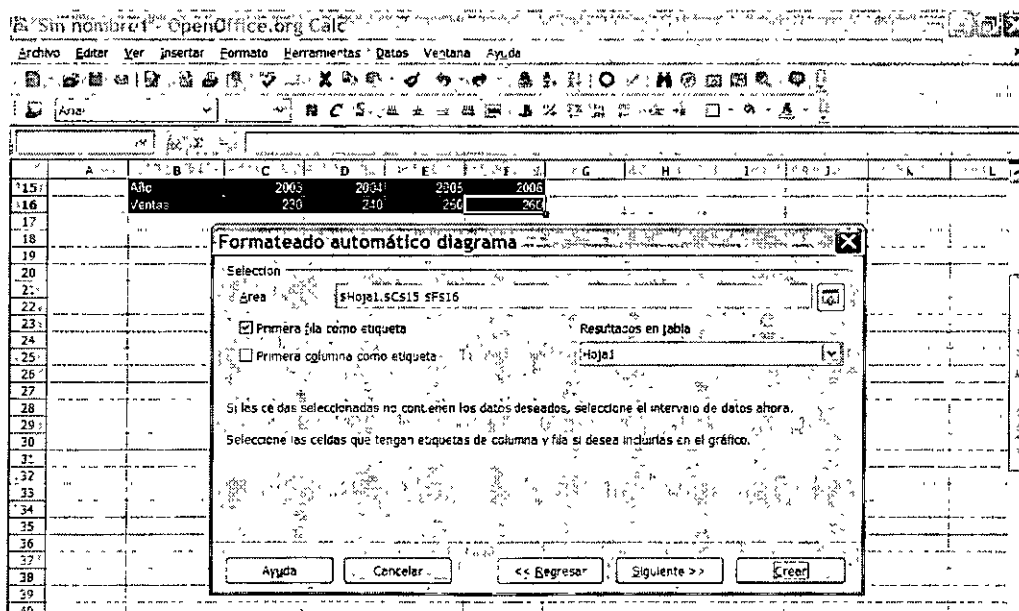 Sin nombre1 - OpenOffice.org Calc
Archivo Editar Ver Insertar Formato Herramientas Datos Ventana Ayuda
Arial
N C S
A B C D E F G H I J K L
15 Año 2003 2004 2005 2006
16 Ventas 230 240 250 260
17
18 Formateado automático diagrama
19
20 Selección
21
22 Área $Hoja1.$C$15 $F$16
23 Primera fila como etiqueta Resultados en tabla
24
25 Primera columna como etiqueta Hoja1
26
27
28 Si las celdas seleccionadas no contienen los datos deseados, seleccione el intervalo de datos ahora.
29
30 Seleccione las celdas que tengan etiquetas de columna y fila si desea incluirlas en el gráfico.
31
32
33
34
35
36
37
38 Ayuda Cancelar << Regresar Siguiente >> Crear
39
40